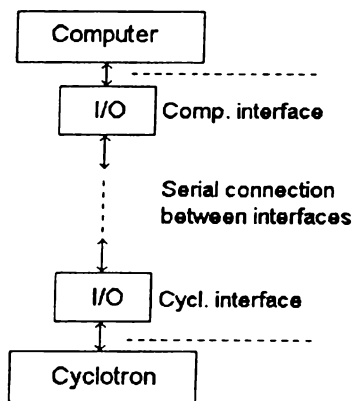 Computer
I/O
Comp. interface
Serial connection
between interfaces
I/O
Cycl. interface
Cyclotron